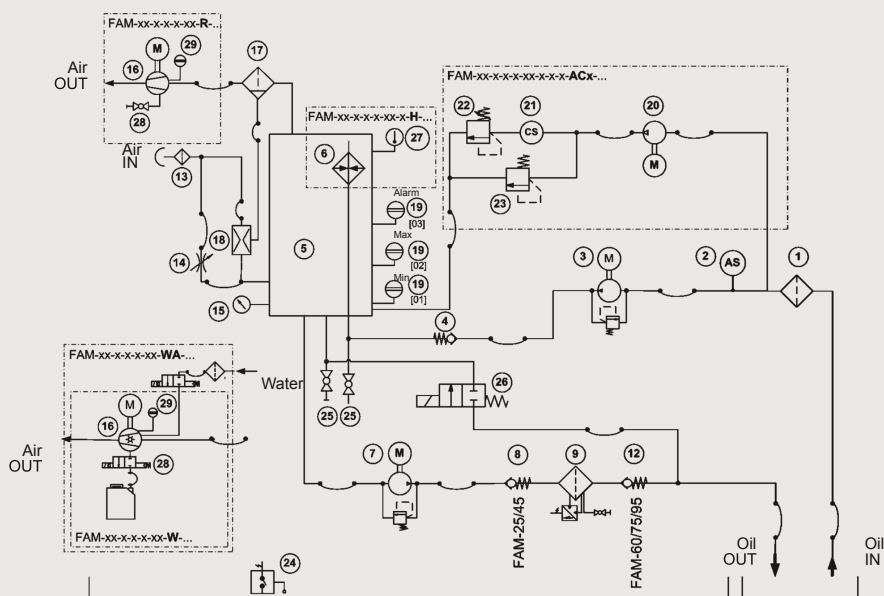 FAM-xx-x-x-x-xx-R-...
M
29
16
17
Air
OUT
28
Air
IN
13
14
18
15
FAM-xx-x-x-x-xx-x-H-...
6
27
5
Alarm
19
[03]
Max
19
[02]
Min
19
[01]
FAM-xx-x-x-x-xx-x-x-x-ACx-...
22
21
20
CS
M
23
3
M
2
AS
1
4
FAM-xx-x-x-x-xx-WA-...
Water
M
29
16
Air
OUT
28
FAM-xx-x-x-x-xx-W-...
25
25
26
7
M
8
9
12
FAM-25/45
FAM-60/75/95
24
Oil
OUT
Oil
IN